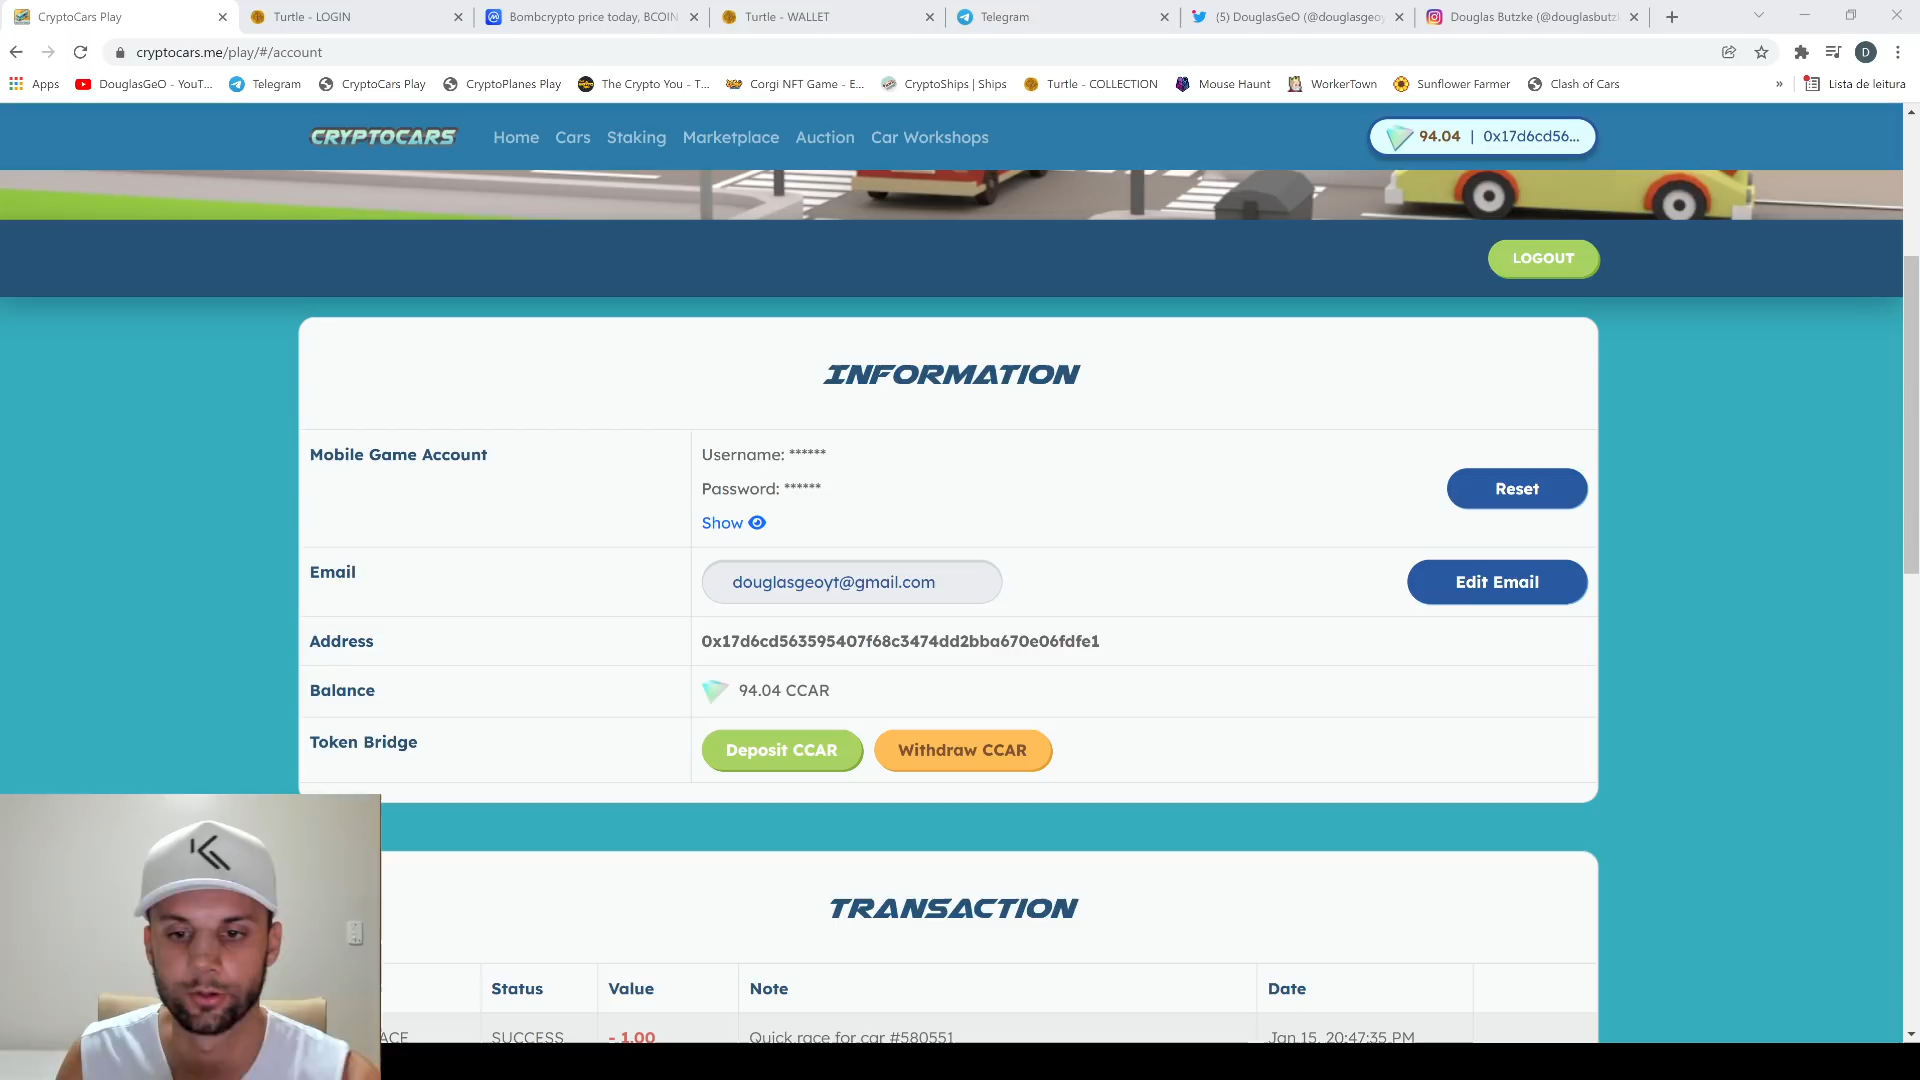 CryptoCars Play
Turtle - LOGIN
Bombcrypto price today, BCOIN
Turtle - WALLET
Telegram
(5) DouglasGeO (@douglasgeoy
Douglas Butzke (@douglasbutz
cryptocars.me/play/#/account
D
Apps
DouglasGeO - YouT...
Telegram
CryptoCars Play
CryptoPlanes Play
The Crypto You - T...
Corgi NFT Game - E...
CryptoShips | Ships
Turtle - COLLECTION
Mouse Haunt
WorkerTown
Sunflower Farmer
Clash of Cars
»
Lista de leitura
CRYPTOCARS
Home
Cars
Staking
Marketplace
Auction
Car Workshops
94.04 | 0x17d6cd56...
LOGOUT
INFORMATION
Mobile Game Account
Username: ******
Password: ******
Show
Reset
Email
douglasgeoyt@gmail.com
Edit Email
Address
0x17d6cd563595407f68c3474dd2bba670e06fdfe1
Balance
94.04 CCAR
Token Bridge
Deposit CCAR
Withdraw CCAR
TRANSACTION
Status
Value
Note
Date
ACE
SUCCESS
- 1.00
Quick race for car #580551
Jan 15, 20:47:35 PM